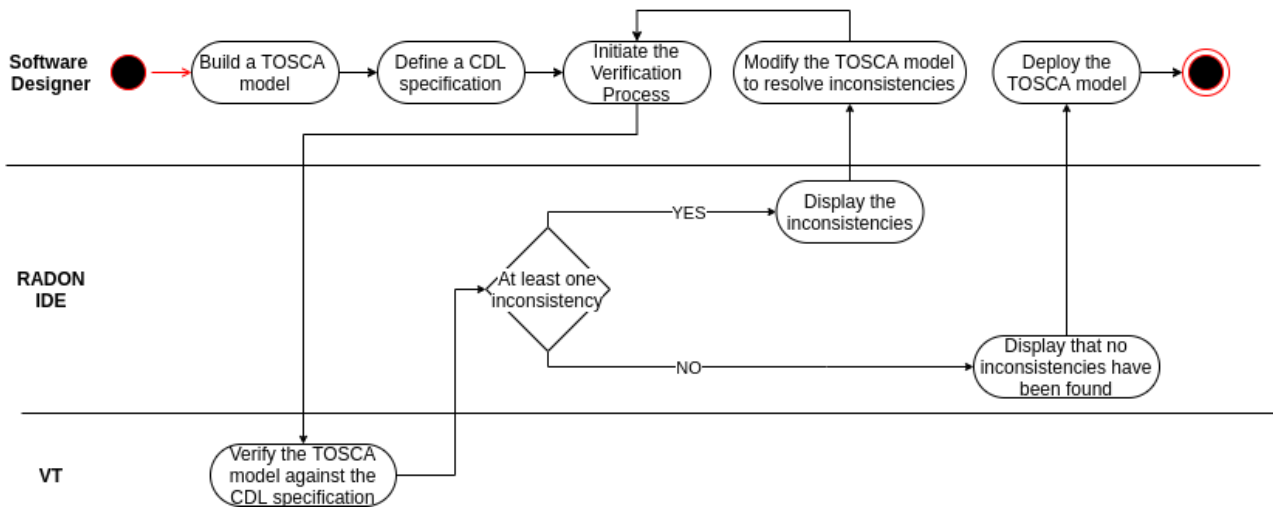 Software
Designer
Build a TOSCA
model
Define a CDL
specification
Initiate the
Verification
Process
Modify the TOSCA model
to resolve inconsistencies
Deploy the
TOSCA model
RADON
IDE
At least one
inconsistency
YES
Display the
inconsistencies
NO
Display that no
inconsistencies have
been found
VT
Verify the TOSCA
model against the
CDL specification